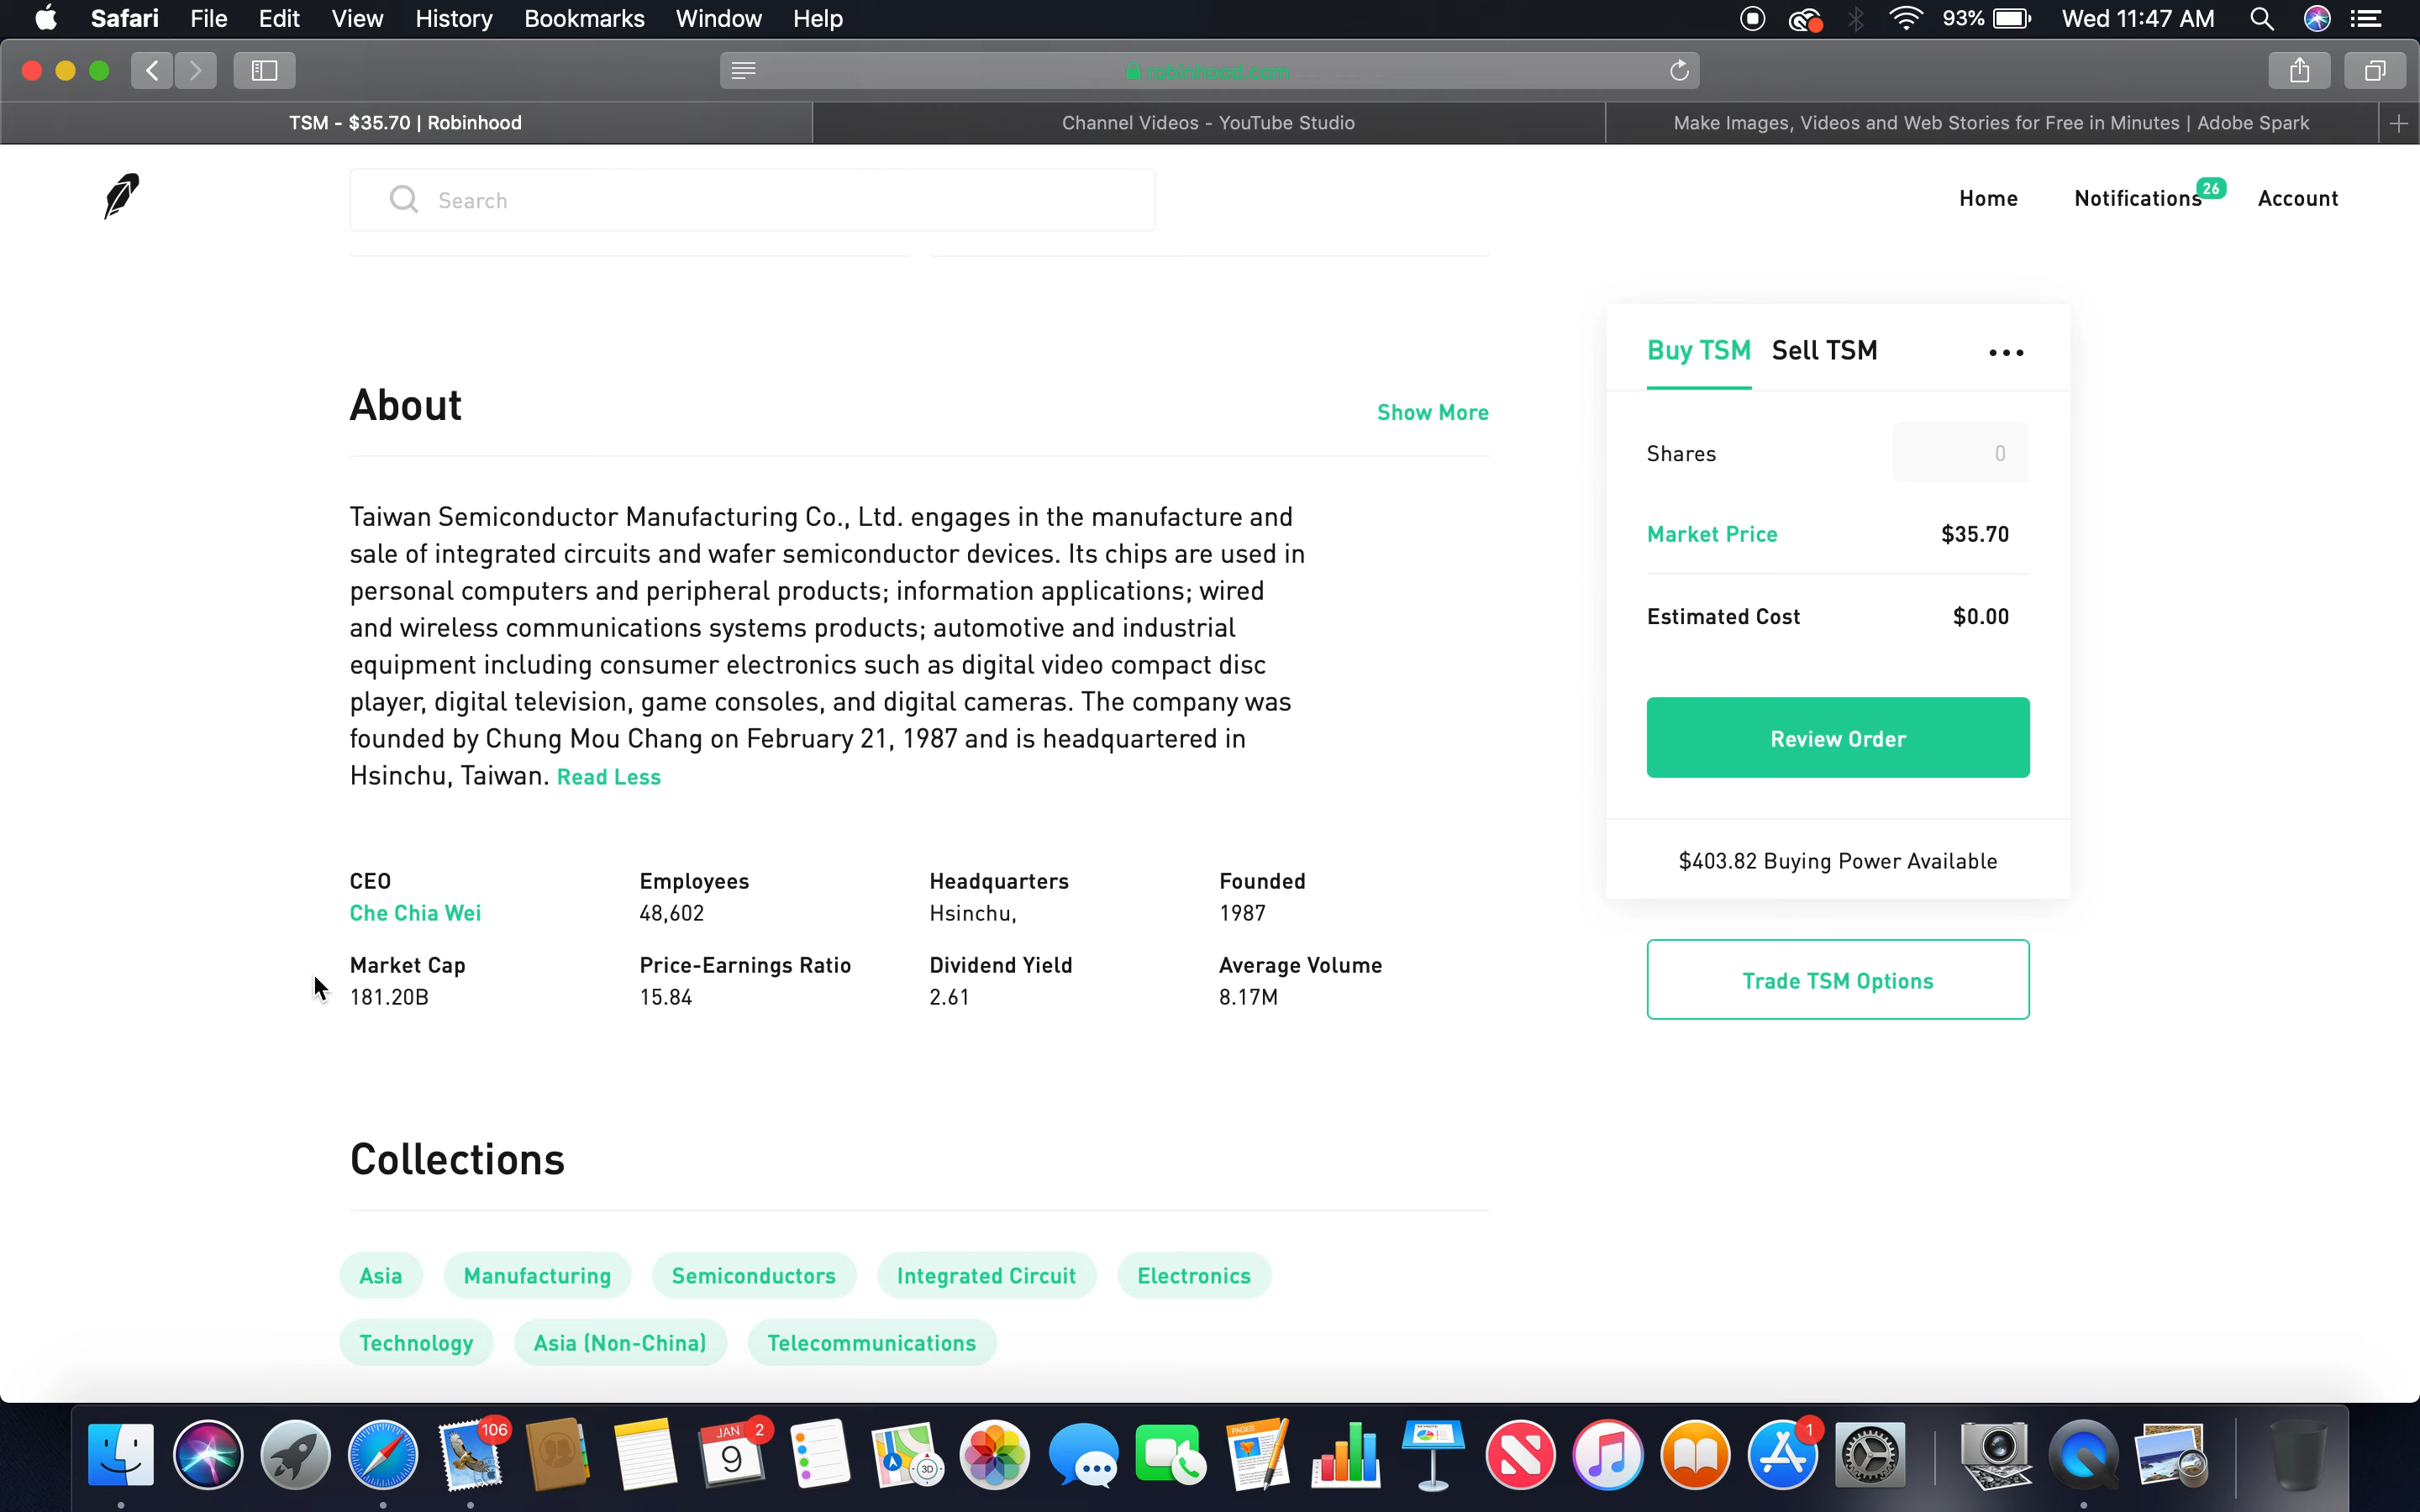 Safari File Edit View History Bookmarks Window Help 93% Wed 11:47 AM
robinhood.com
TSM - $35.70 | Robinhood
Channel Videos - YouTube Studio
Make Images, Videos and Web Stories for Free in Minutes | Adobe Spark
Search
Home
Notifications 26
Account
About
Show More
Taiwan Semiconductor Manufacturing Co., Ltd. engages in the manufacture and
sale of integrated circuits and wafer semiconductor devices. Its chips are used in
personal computers and peripheral products; information applications; wired
and wireless communications systems products; automotive and industrial
equipment including consumer electronics such as digital video compact disc
player, digital television, game consoles, and digital cameras. The company was
founded by Chung Mou Chang on February 21, 1987 and is headquartered in
Hsinchu, Taiwan. Read Less
CEO
Che Chia Wei
Employees
48,602
Headquarters
Hsinchu,
Founded
1987
Market Cap
181.20B
Price-Earnings Ratio
15.84
Dividend Yield
2.61
Average Volume
8.17M
Collections
Asia
Manufacturing
Semiconductors
Integrated Circuit
Electronics
Technology
Asia (Non-China)
Telecommunications
Buy TSM
Sell TSM
Shares
0
Market Price
$35.70
Estimated Cost
$0.00
Review Order
$403.82 Buying Power Available
Trade TSM Options
106
JAN
9
2
3D
PAGES
1